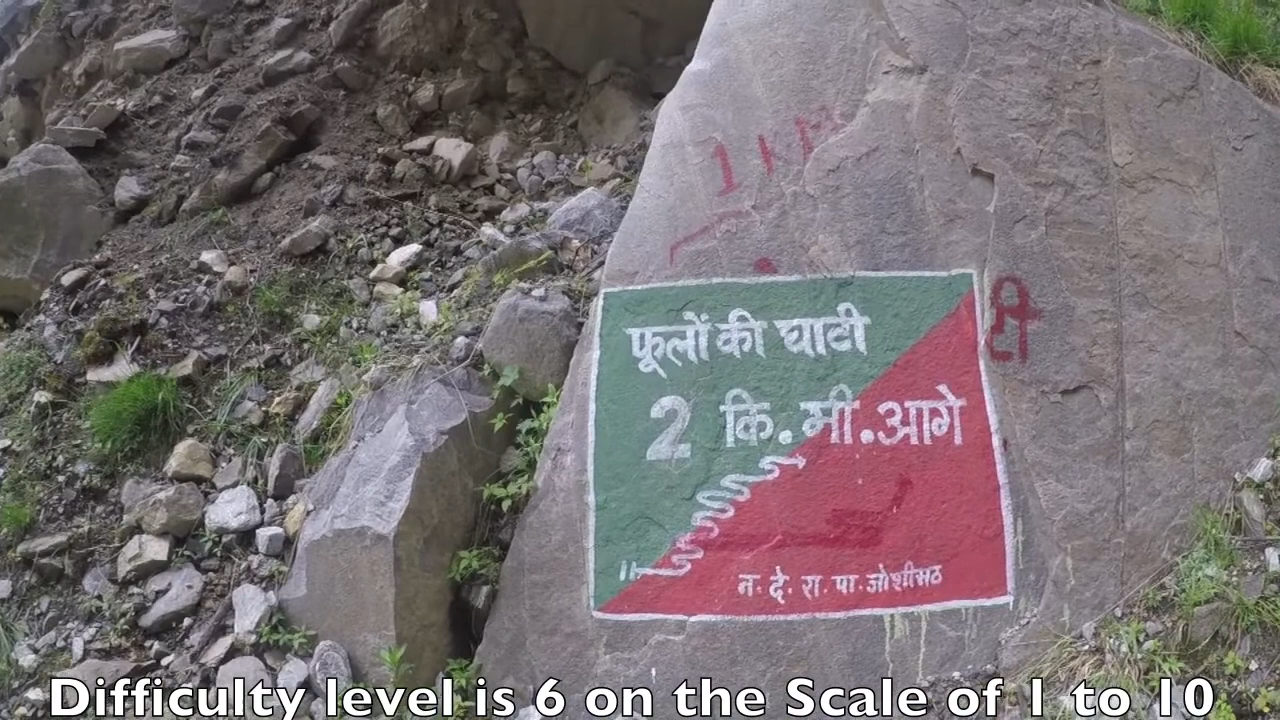 फूलों की घाटी
2 कि.मी.आगे
न.दे.रा.पा.जोशीमठ
Difficulty level is 6 on the Scale of 1 to 10